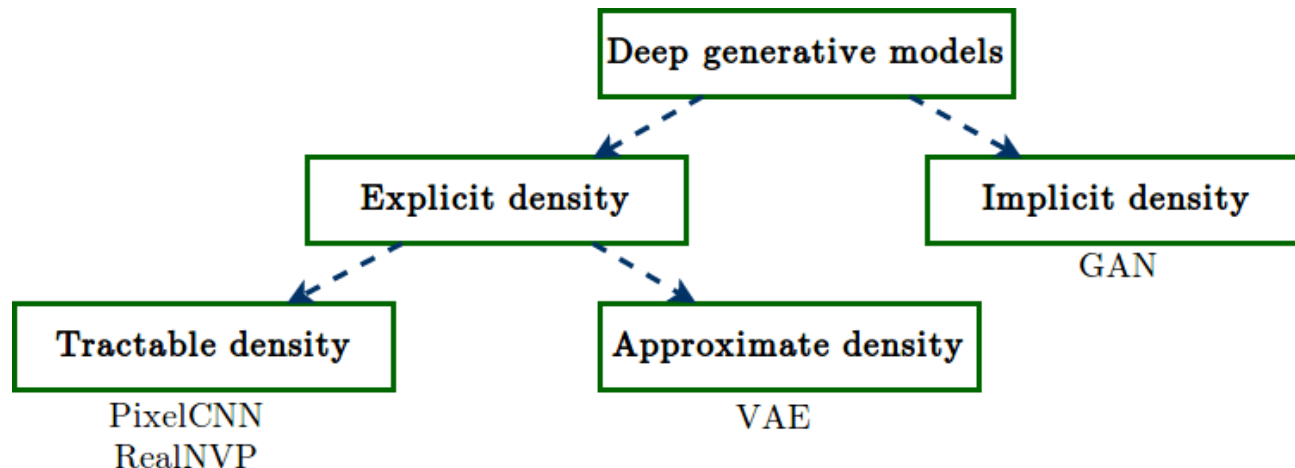 Deep generative models
Explicit density
Implicit density
GAN
Tractable density
Approximate density
PixelCNN
VAE
RealNVP